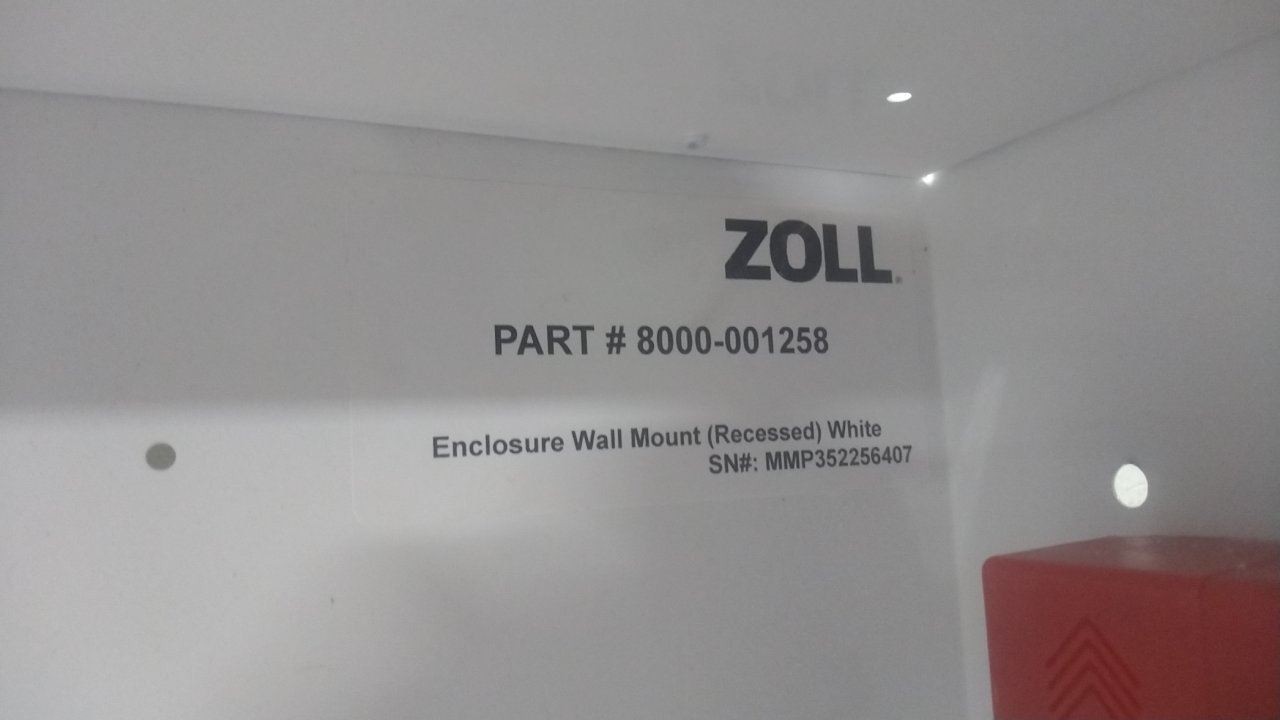 ZOLL
PART # 8000-001258
Enclosure Wall Mount (Recessed) White
SN#: MMP352256407